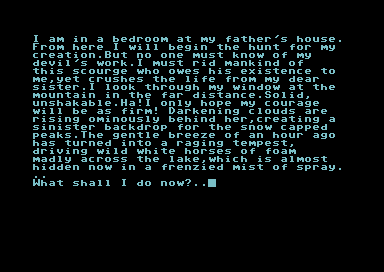 I am in a bedroom at my father's house.
From here I will begin the hunt for my
creation.But no one must know of my
devil's work.I must rid mankind of
this scourge who owes his existence to
me,yet crushes the life from my dear
sister.I look through my window at the
mountain in the far distance.Solid,
unshakable.Ha!I only hope my courage
will be as firm! Darkening clouds are
rising ominously behind her,creating a
sinister backdrop for the snow capped
peaks.The gentle breeze of an hour ago
has turned into a raging tempest,
driving wild white horses of foam
madly across the lake,which is almost
hidden now in a frenzied mist of spray.
..
What shall I do now?..